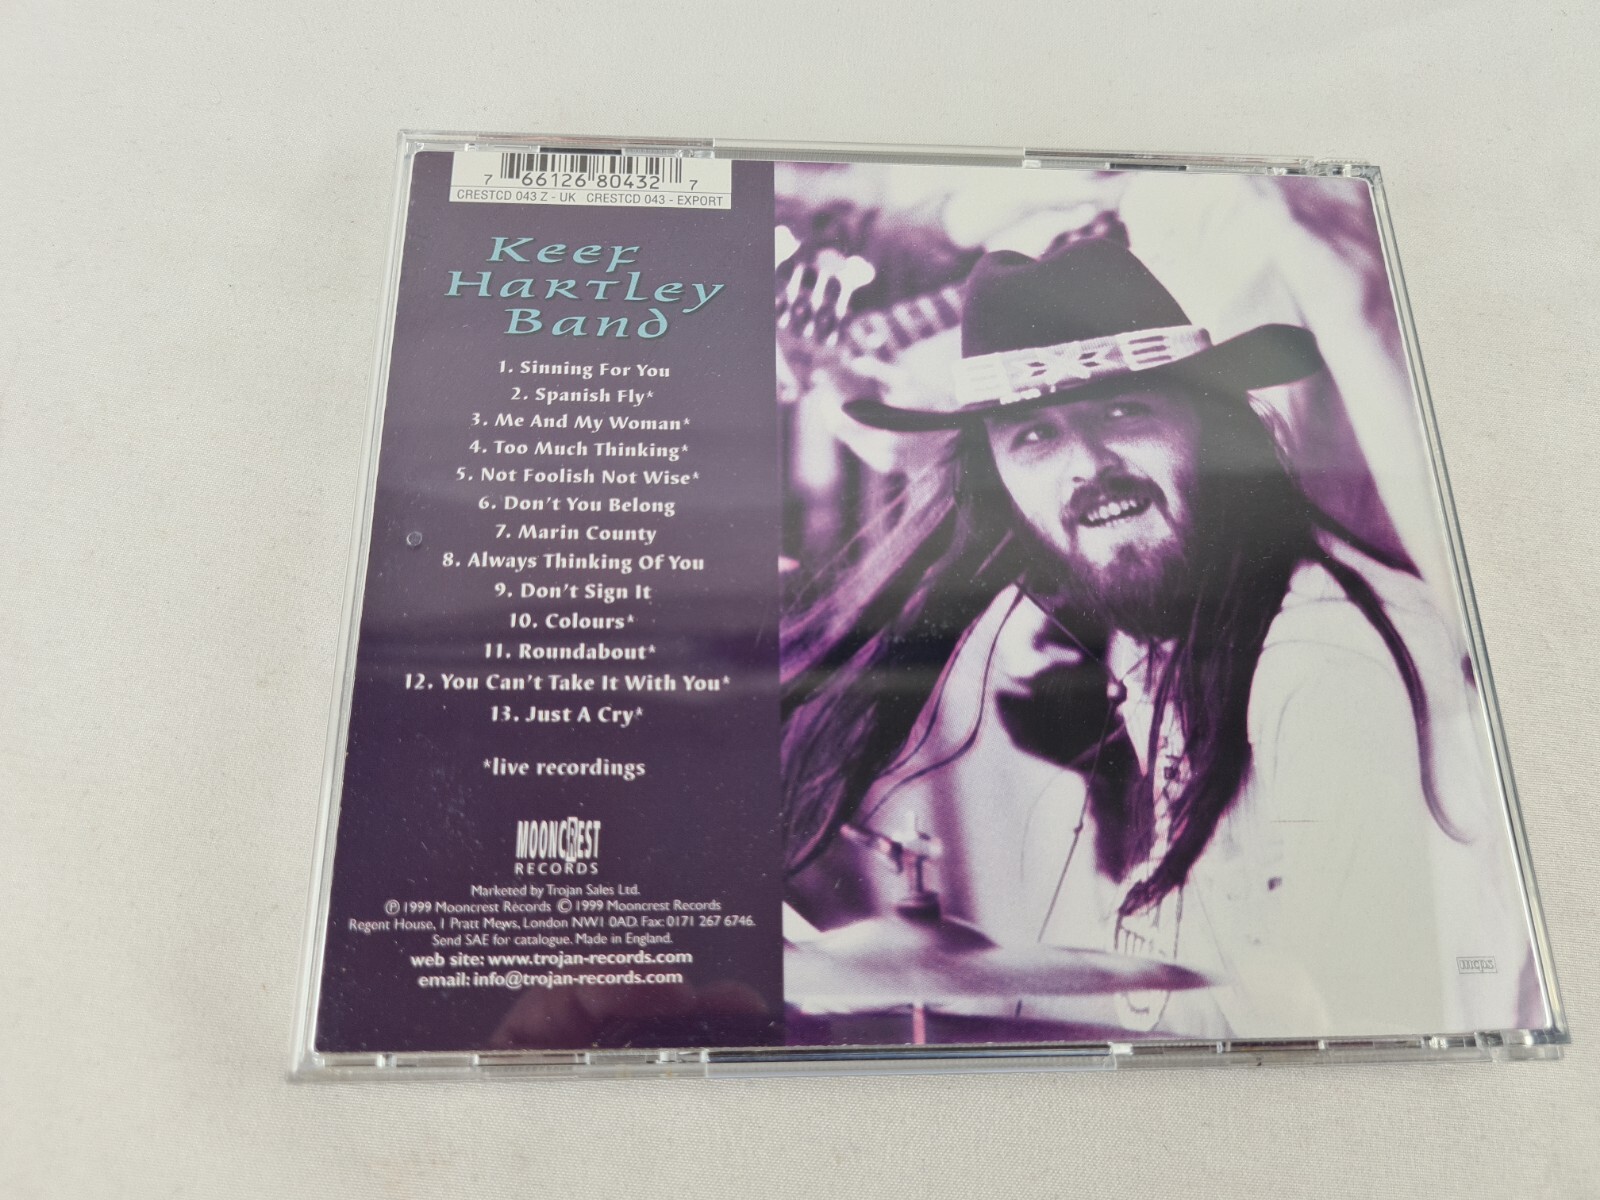 7 66126 80432 7
CRESTCD 043 Z - UK CRESTCD 043 - EXPORT
Keef
Hartley
Band
1. Sinning For You
2. Spanish Fly*
3. Me And My Woman*
4. Too Much Thinking*
5. Not Foolish Not Wise*
6. Don't You Belong
7. Marin County
8. Always Thinking Of You
9. Don't Sign It
10. Colours*
11. Roundabout*
12. You Can't Take It With You*
13. Just A Cry*
*live recordings
MOONCREST
RECORDS
Marketed by Trojan Sales Ltd.
℗ 1999 Mooncrest Records © 1999 Mooncrest Records
Regent House, 1 Pratt Mews, London NW1 0AD. Fax: 0171 267 6746.
Send SAE for catalogue. Made in England.
web site: www.trojan-records.com
email: info@trojan-records.com
mcps